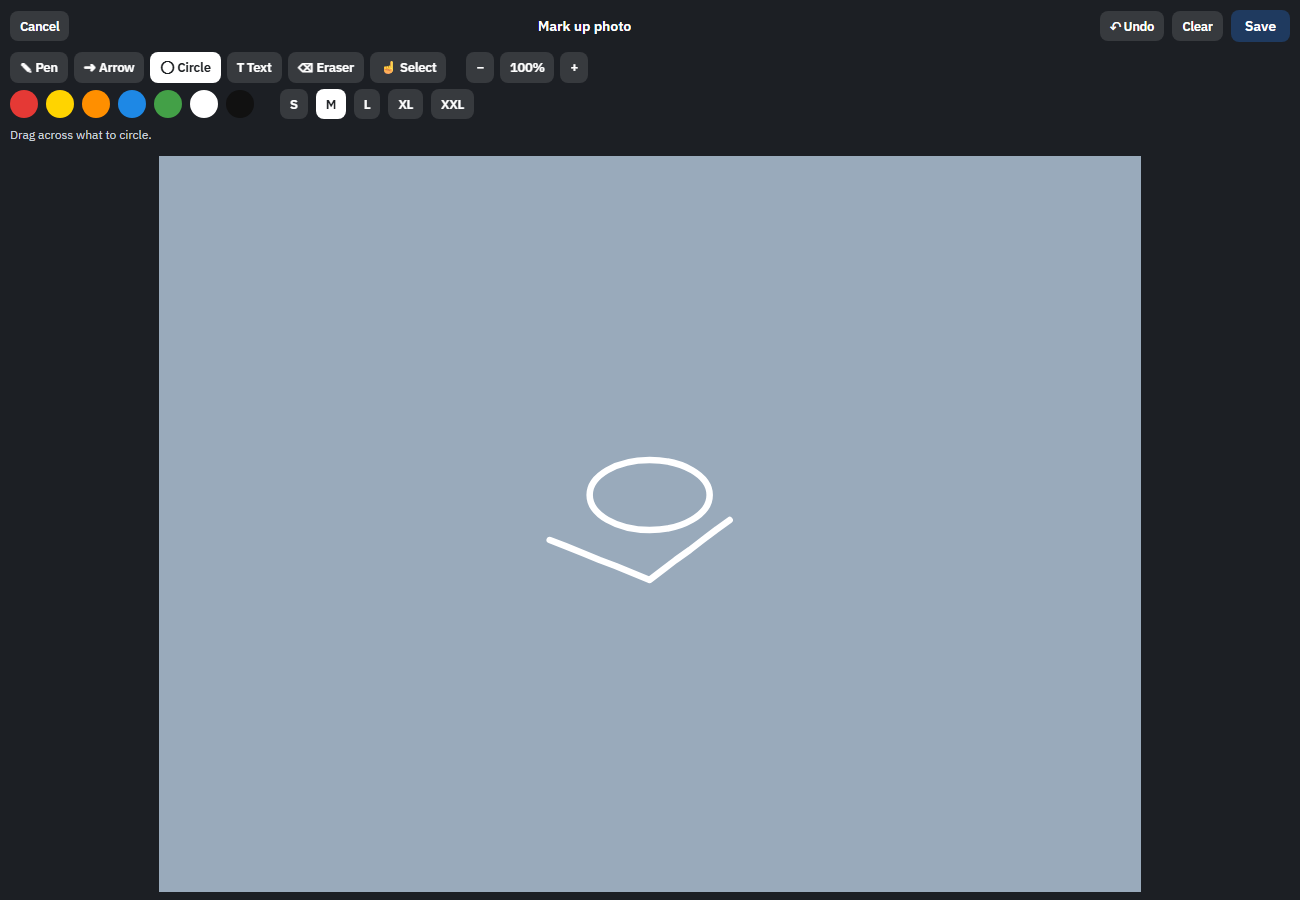 Cancel
Mark up photo
↶ Undo
Clear
Save
✎ Pen
➜ Arrow
◯ Circle
T Text
⌫ Eraser
☝ Select
−
100%
+
S
M
L
XL
XXL
Drag across what to circle.